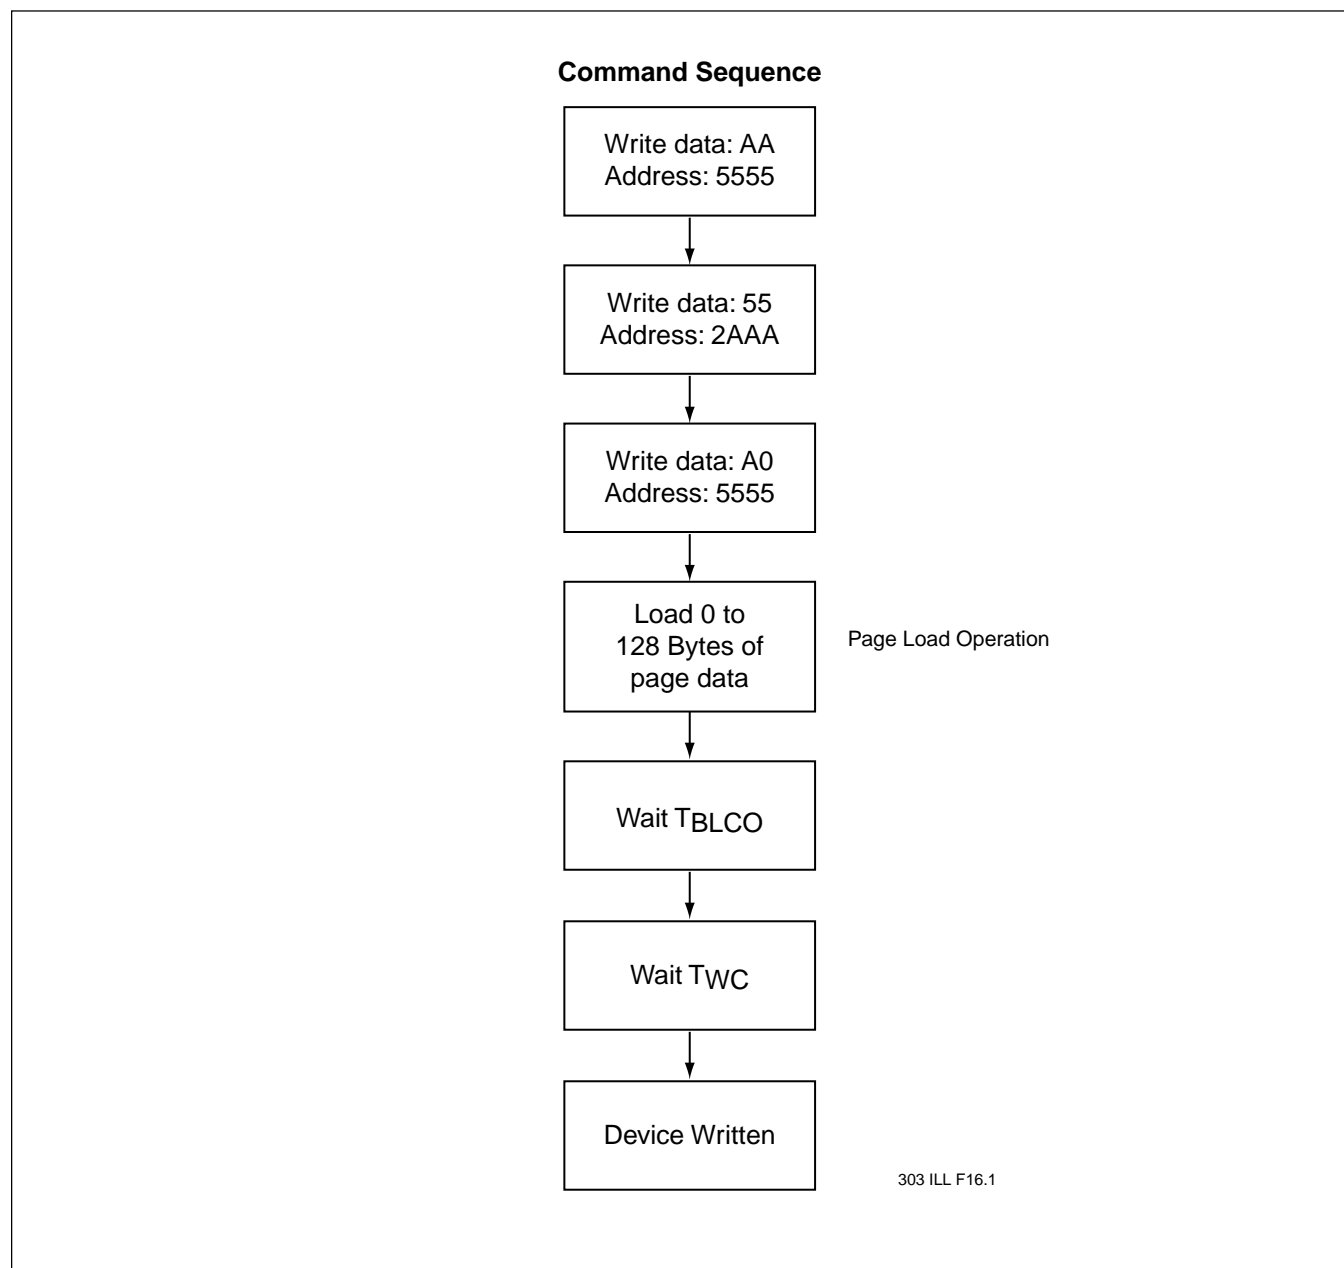 Command Sequence
Write data: AA
Address: 5555
Write data: 55
Address: 2AAA
Write data: A0
Address: 5555
Load 0 to
128 Bytes of
page data
Page Load Operation
Wait TBLCO
Wait TWC
Device Written
303 ILL F16.1